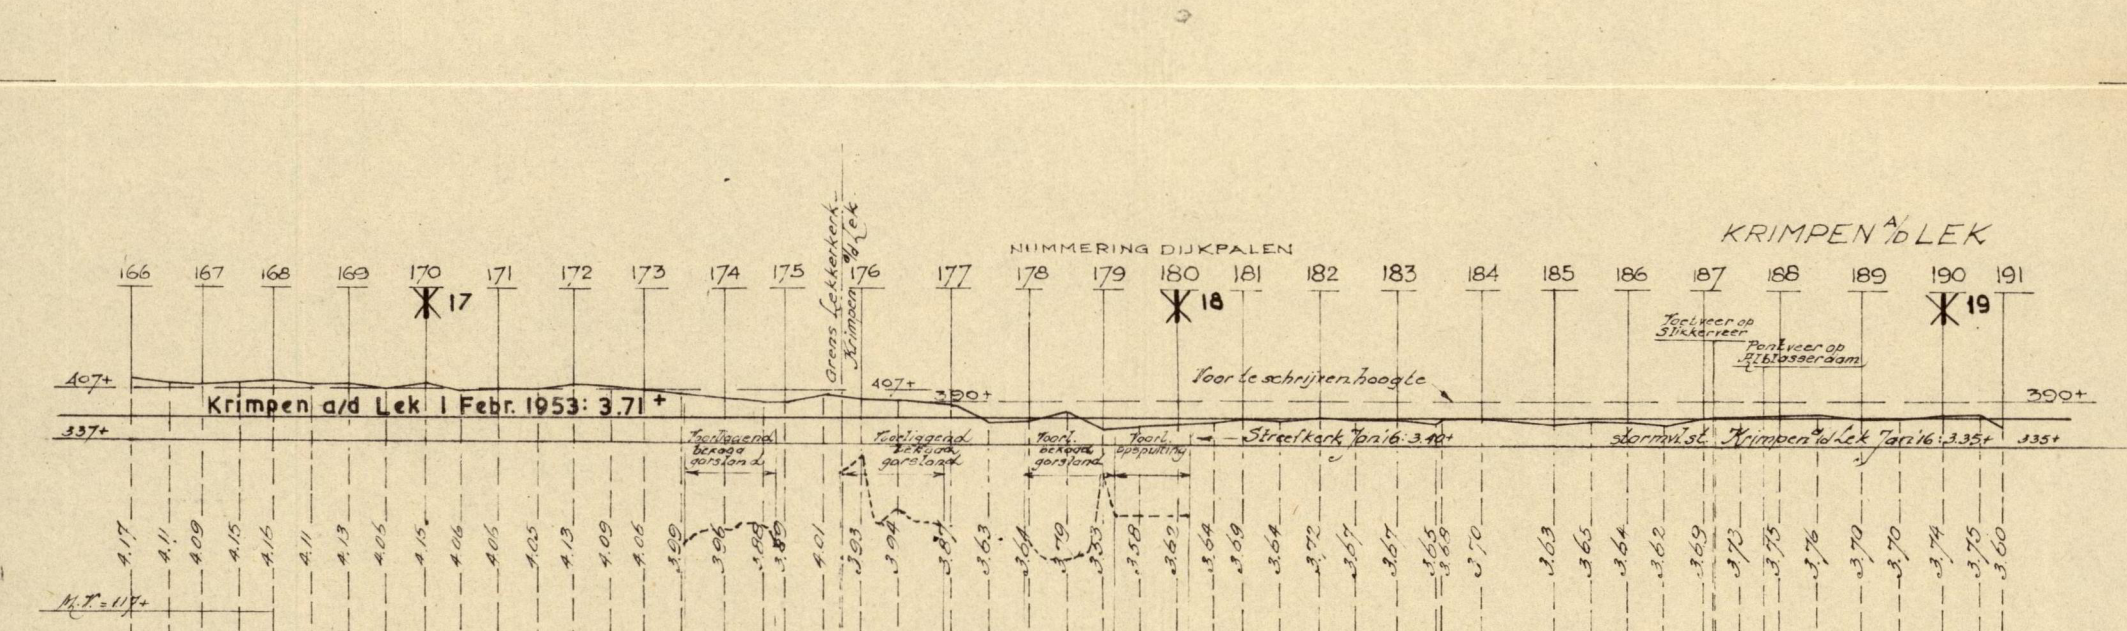 KRIMPEN A/D LEK
NUMMERING DIJKPALEN
166 167 168 169 170 171 172 173 174 175 176 177 178 179 180 181 182 183 184 185 186 187 188 189 190 191
17 18 19
Grens Lekkerkerk-
Krimpen a/d Lek
Voetveer op
Slikkerveer
Pontveer op
Alblasserdam
Voor te schrijven hoogte
407+ 407+ 390+ 390+
Krimpen a/d Lek 1 Febr. 1953: 3.71+
337+
Voorliggend
bekaad
gorsland
Voorliggend
bekaad
gorsland
Voorl.
bekaad
gorsland
Voorl.
opspuiting
Streefkerk Jan '16: 3.40+
stormvl.st. Krimpen a/d Lek Jan '16: 3.35+ 335+
4.17 4.11 4.09 4.15 4.15 4.11 4.13 4.05 4.15 4.06 4.05 4.05 4.13 4.09 4.05 3.99 3.96 3.88 3.89 4.01 3.93 3.94 3.87 3.63 3.64 3.79 3.53 3.58 3.62 3.64 3.69 3.64 3.72 3.67 3.67 3.65 3.69 3.70 3.63 3.65 3.64 3.62 3.69 3.73 3.75 3.76 3.70 3.70 3.74 3.75 3.60
M.V. = 117+